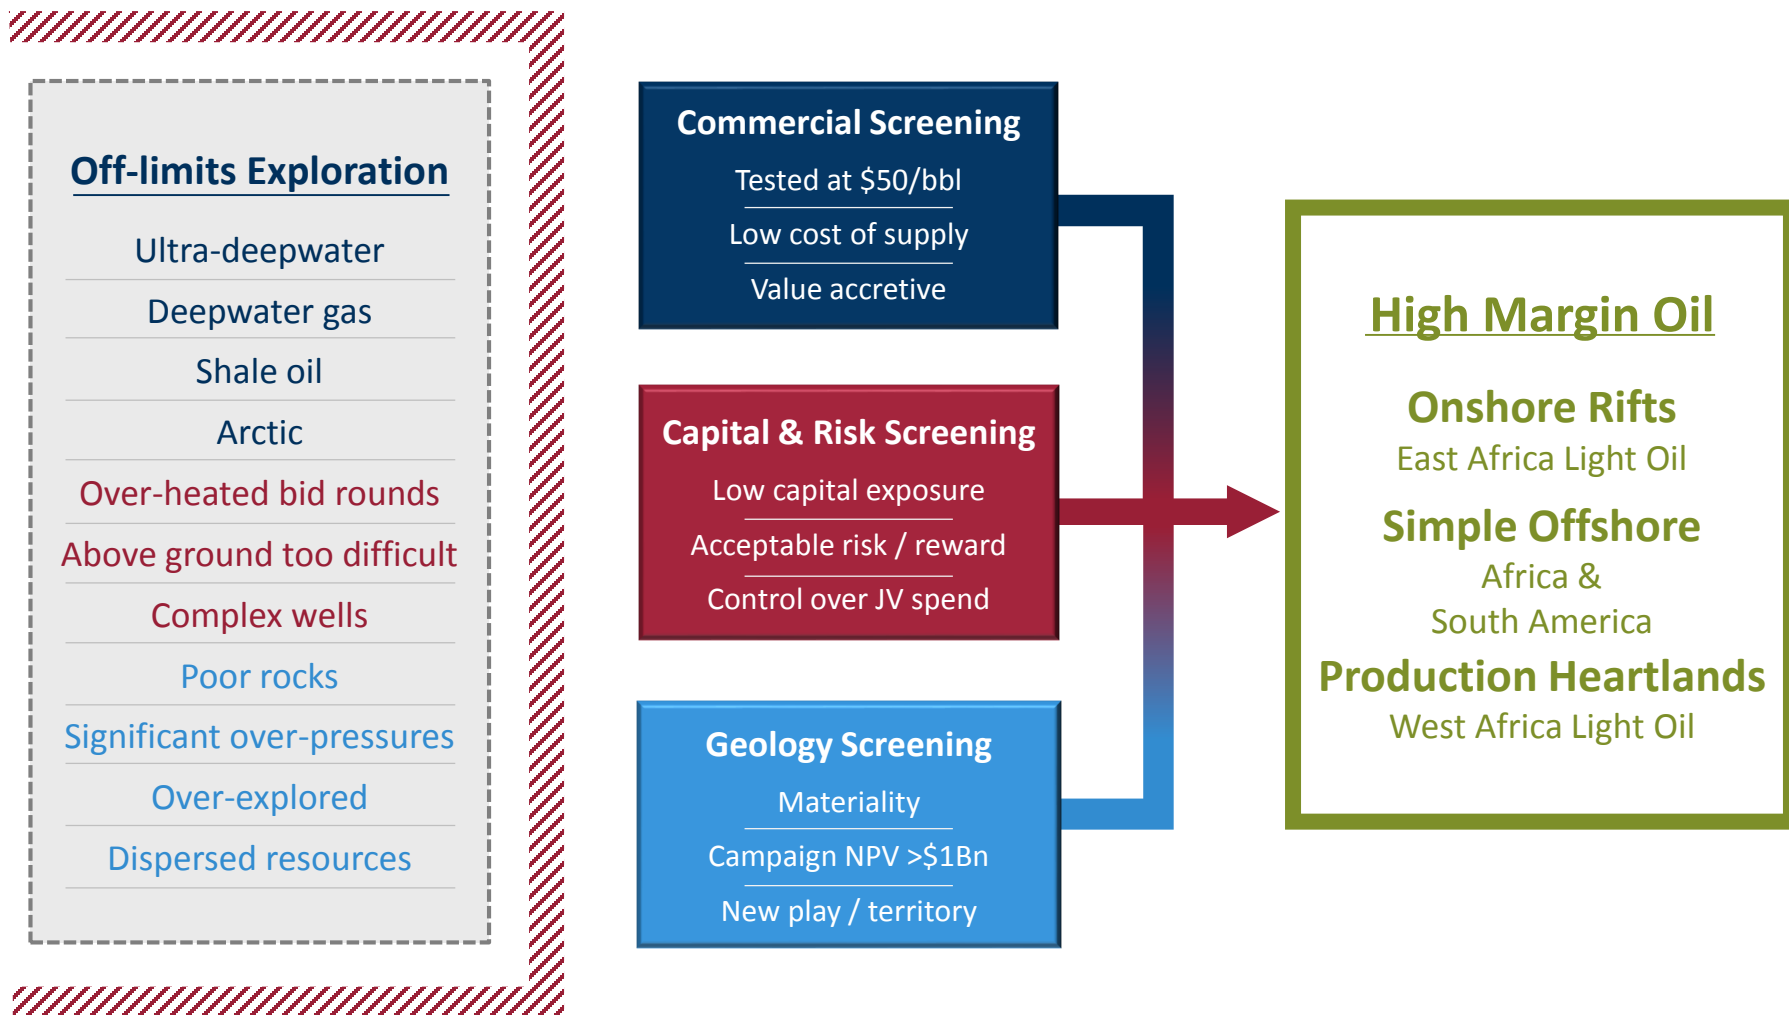 Off-limits Exploration
Ultra-deepwater
Deepwater gas
Shale oil
Arctic
Over-heated bid rounds
Above ground too difficult
Complex wells
Poor rocks
Significant over-pressures
Over-explored
Dispersed resources
Commercial Screening
Tested at $50/bbl
Low cost of supply
Value accretive
Capital & Risk Screening
Low capital exposure
Acceptable risk / reward
Control over JV spend
Geology Screening
Materiality
Campaign NPV >$1Bn
New play / territory
High Margin Oil
Onshore Rifts
East Africa Light Oil
Simple Offshore
Africa &
South America
Production Heartlands
West Africa Light Oil